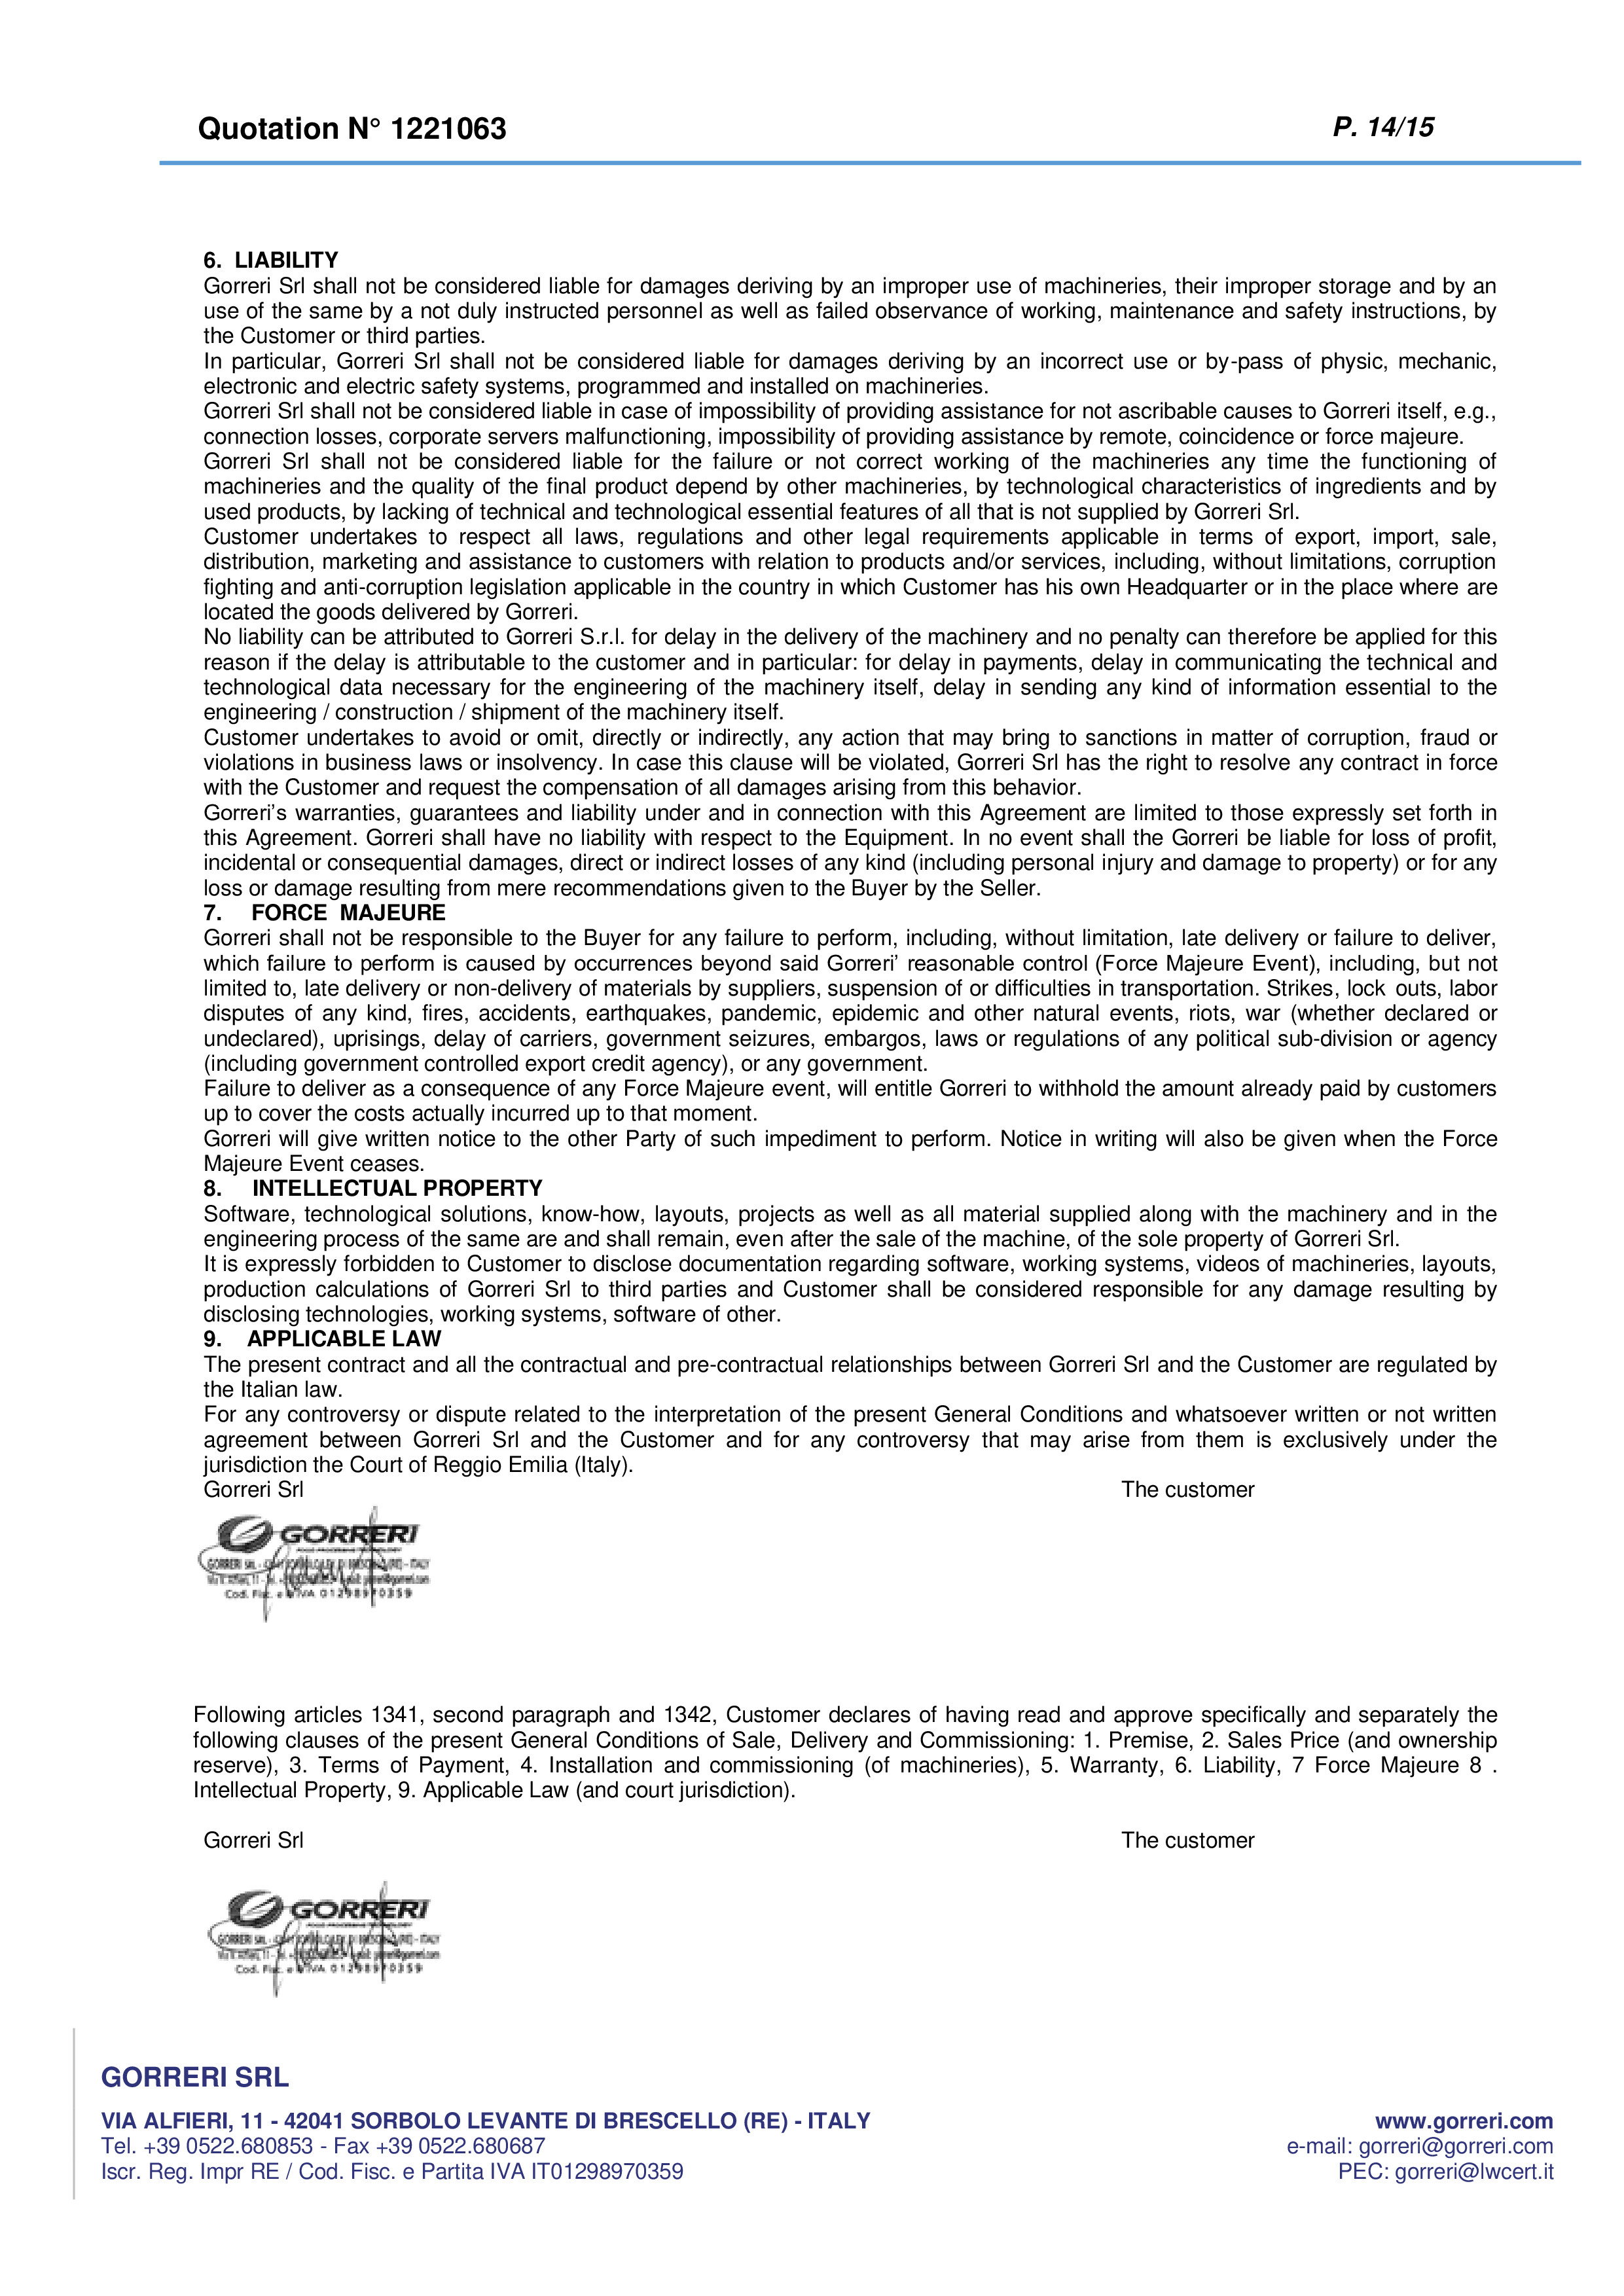 Quotation N° 1221063
P. 14/15
6. LIABILITY
Gorreri Srl shall not be considered liable for damages deriving by an improper use of machineries, their improper storage and by an
use of the same by a not duly instructed personnel as well as failed observance of working, maintenance and safety instructions, by
the Customer or third parties.
In particular, Gorreri Srl shall not be considered liable for damages deriving by an incorrect use or by-pass of physic, mechanic,
electronic and electric safety systems, programmed and installed on machineries.
Gorreri Srl shall not be considered liable in case of impossibility of providing assistance for not ascribable causes to Gorreri itself, e.g.,
connection losses, corporate servers malfunctioning, impossibility of providing assistance by remote, coincidence or force majeure.
Gorreri Srl shall not be considered liable for the failure or not correct working of the machineries any time the functioning of
machineries and the quality of the final product depend by other machineries, by technological characteristics of ingredients and by
used products, by lacking of technical and technological essential features of all that is not supplied by Gorreri Srl.
Customer undertakes to respect all laws, regulations and other legal requirements applicable in terms of export, import, sale,
distribution, marketing and assistance to customers with relation to products and/or services, including, without limitations, corruption
fighting and anti-corruption legislation applicable in the country in which Customer has his own Headquarter or in the place where are
located the goods delivered by Gorreri.
No liability can be attributed to Gorreri S.r.l. for delay in the delivery of the machinery and no penalty can therefore be applied for this
reason if the delay is attributable to the customer and in particular: for delay in payments, delay in communicating the technical and
technological data necessary for the engineering of the machinery itself, delay in sending any kind of information essential to the
engineering / construction / shipment of the machinery itself.
Customer undertakes to avoid or omit, directly or indirectly, any action that may bring to sanctions in matter of corruption, fraud or
violations in business laws or insolvency. In case this clause will be violated, Gorreri Srl has the right to resolve any contract in force
with the Customer and request the compensation of all damages arising from this behavior.
Gorreri’s warranties, guarantees and liability under and in connection with this Agreement are limited to those expressly set forth in
this Agreement. Gorreri shall have no liability with respect to the Equipment. In no event shall the Gorreri be liable for loss of profit,
incidental or consequential damages, direct or indirect losses of any kind (including personal injury and damage to property) or for any
loss or damage resulting from mere recommendations given to the Buyer by the Seller.
7. FORCE MAJEURE
Gorreri shall not be responsible to the Buyer for any failure to perform, including, without limitation, late delivery or failure to deliver,
which failure to perform is caused by occurrences beyond said Gorreri’ reasonable control (Force Majeure Event), including, but not
limited to, late delivery or non-delivery of materials by suppliers, suspension of or difficulties in transportation. Strikes, lock outs, labor
disputes of any kind, fires, accidents, earthquakes, pandemic, epidemic and other natural events, riots, war (whether declared or
undeclared), uprisings, delay of carriers, government seizures, embargos, laws or regulations of any political sub-division or agency
(including government controlled export credit agency), or any government.
Failure to deliver as a consequence of any Force Majeure event, will entitle Gorreri to withhold the amount already paid by customers
up to cover the costs actually incurred up to that moment.
Gorreri will give written notice to the other Party of such impediment to perform. Notice in writing will also be given when the Force
Majeure Event ceases.
8. INTELLECTUAL PROPERTY
Software, technological solutions, know-how, layouts, projects as well as all material supplied along with the machinery and in the
engineering process of the same are and shall remain, even after the sale of the machine, of the sole property of Gorreri Srl.
It is expressly forbidden to Customer to disclose documentation regarding software, working systems, videos of machineries, layouts,
production calculations of Gorreri Srl to third parties and Customer shall be considered responsible for any damage resulting by
disclosing technologies, working systems, software of other.
9. APPLICABLE LAW
The present contract and all the contractual and pre-contractual relationships between Gorreri Srl and the Customer are regulated by
the Italian law.
For any controversy or dispute related to the interpretation of the present General Conditions and whatsoever written or not written
agreement between Gorreri Srl and the Customer and for any controversy that may arise from them is exclusively under the
jurisdiction the Court of Reggio Emilia (Italy).
Gorreri Srl The customer
GORRERI
Cod. Fisc. e P.IVA 01298970359
Following articles 1341, second paragraph and 1342, Customer declares of having read and approve specifically and separately the
following clauses of the present General Conditions of Sale, Delivery and Commissioning: 1. Premise, 2. Sales Price (and ownership
reserve), 3. Terms of Payment, 4. Installation and commissioning (of machineries), 5. Warranty, 6. Liability, 7 Force Majeure 8 .
Intellectual Property, 9. Applicable Law (and court jurisdiction).
Gorreri Srl The customer
GORRERI
Cod. Fisc. e P.IVA 01298970359
GORRERI SRL
VIA ALFIERI, 11 - 42041 SORBOLO LEVANTE DI BRESCELLO (RE) - ITALY
Tel. +39 0522.680853 - Fax +39 0522.680687
Iscr. Reg. Impr RE / Cod. Fisc. e Partita IVA IT01298970359
www.gorreri.com
e-mail: gorreri@gorreri.com
PEC: gorreri@lwcert.it